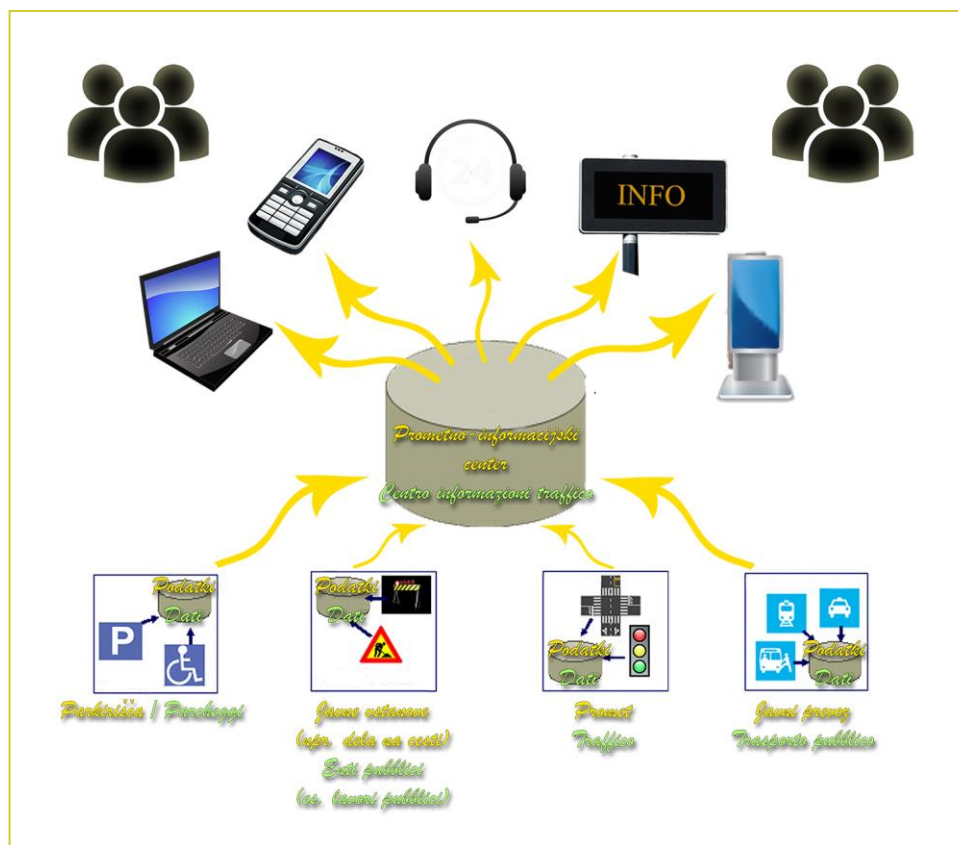 24
INFO
Prometno-informacijski
center
Centro informazioni traffico
Podatki
Dati
P
Parkirišča / Parcheggi
Podatki
Dati
Javne ustanove
(npr. dela na cesti)
Enti pubblici
(es. lavori pubblici)
Podatki
Dati
Promet
Traffico
Podatki
Dati
Javni prevoz
Trasporto pubblico